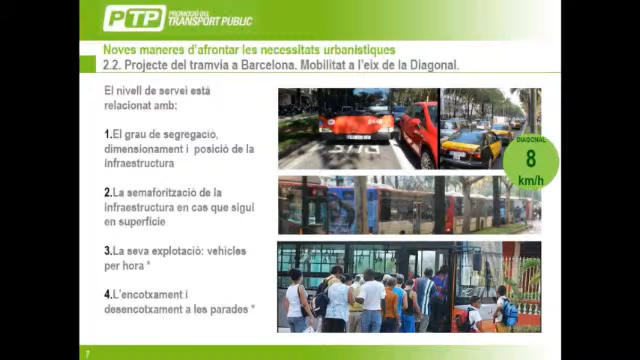 PTP PROMOCIÓ DEL
TRANSPORT PUBLIC
Noves maneres d'afrontar les necessitats urbanistiques
2.2. Projecte del tramvia a Barcelona. Mobilitat a l'eix de la Diagonal.
El nivell de servei està
relacionat amb:
1.El grau de segregació,
dimensionament i posició de la
infraestructura
2.La semaforització de la
infraestructura en cas que sigui
en superfície
3.La seva explotació: vehicles
per hora *
4.L'encotxament i
desencotxament a les parades *
DIAGONAL
8
km/h
BUS
7